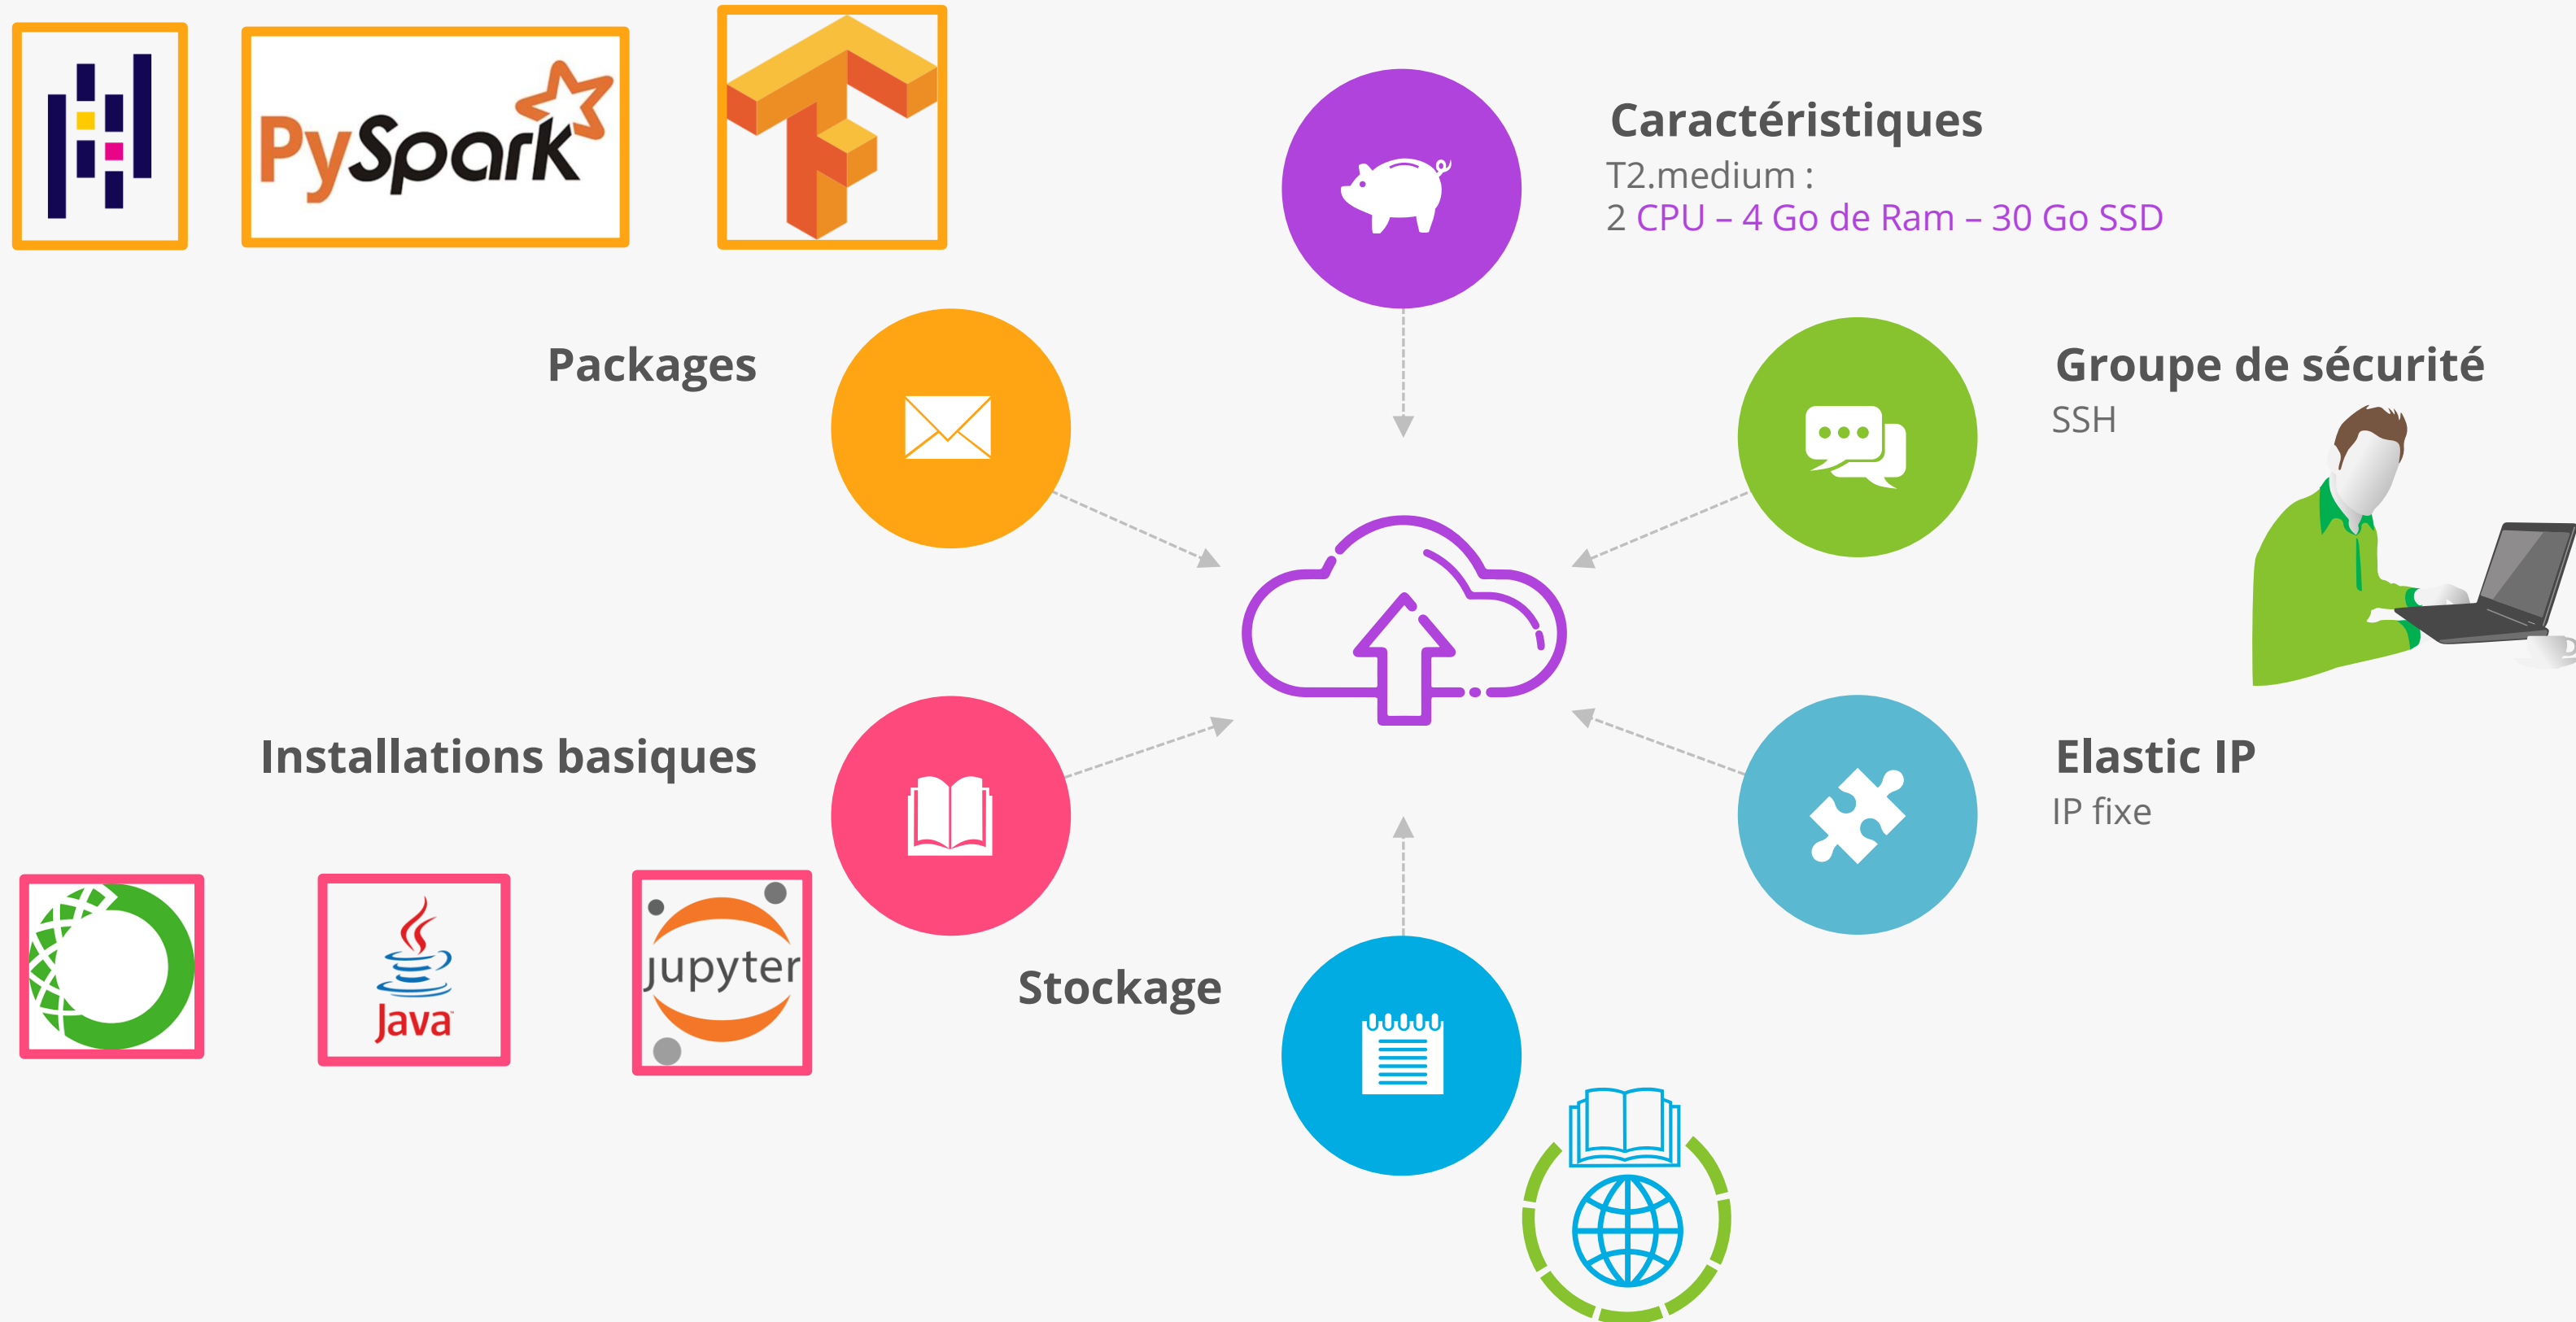 PySpark
Caractéristiques
T2.medium :
2 CPU – 4 Go de Ram – 30 Go SSD
Packages
Groupe de sécurité
SSH
Installations basiques
Elastic IP
IP fixe
Java
jupyter
Stockage